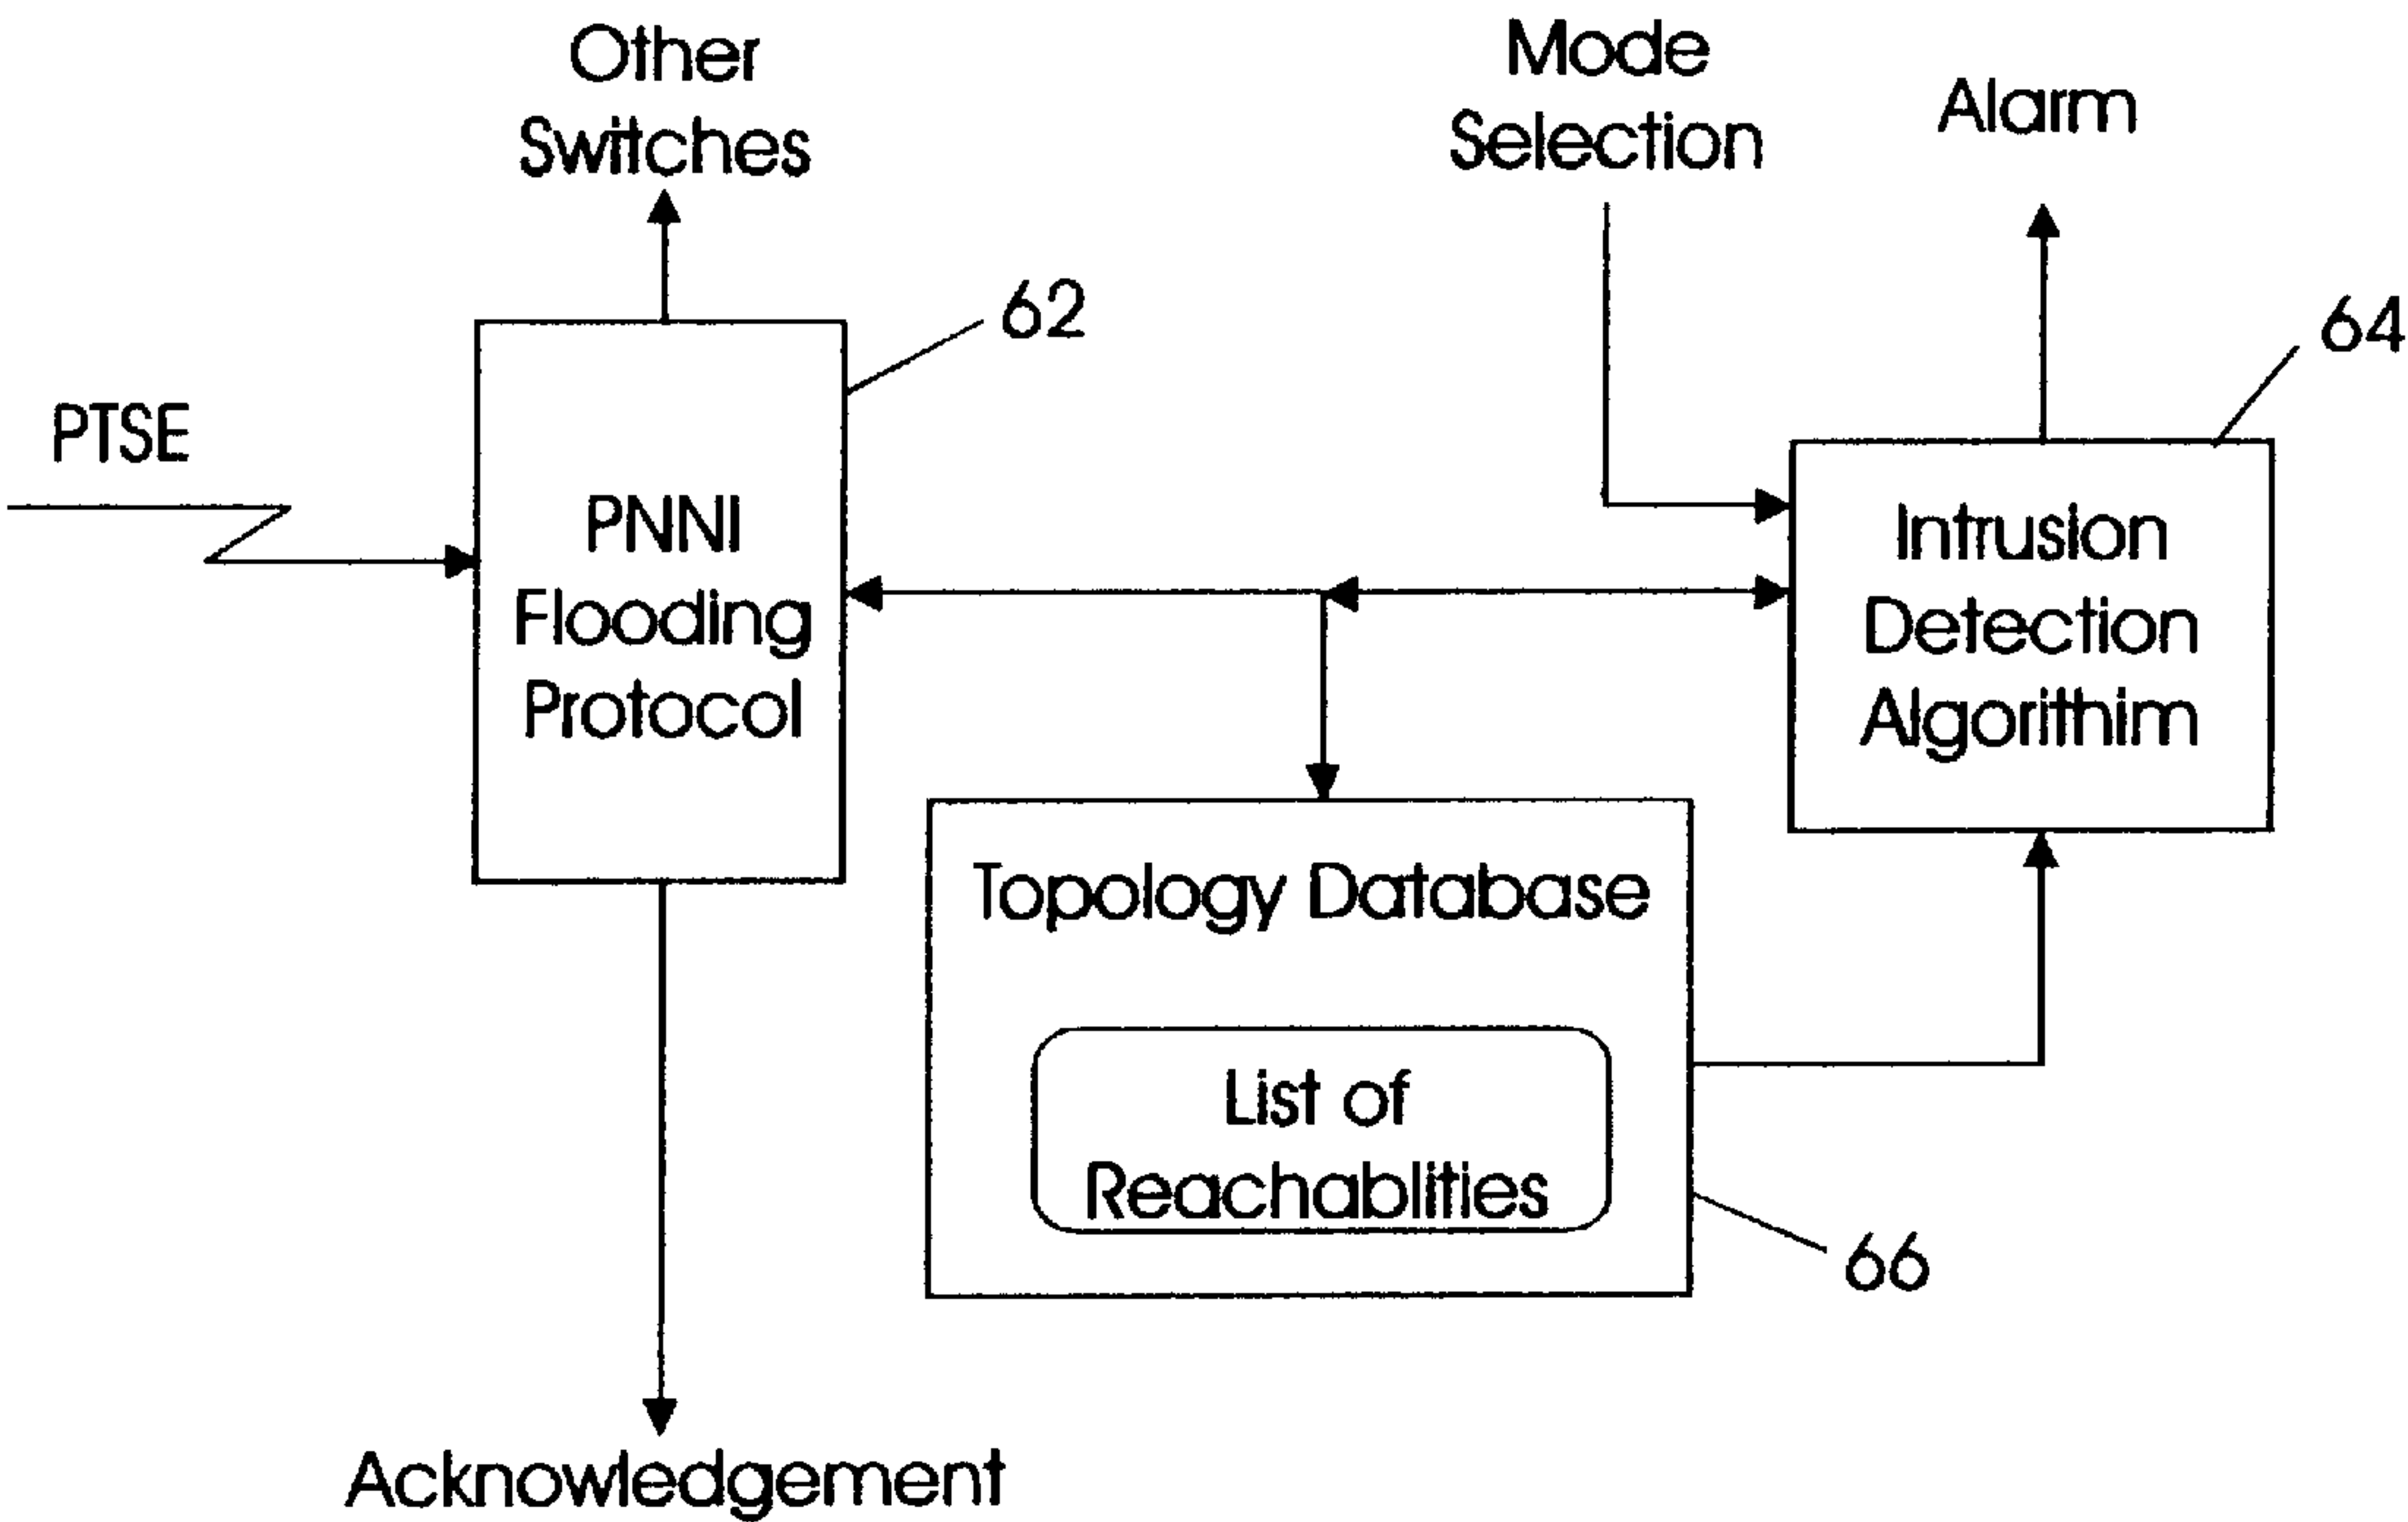 Other
Switches
Mode
Selection
Alarm
62
64
PTSE
PNNI
Flooding
Protocol
Intrusion
Detection
Algorithim
Topology Database
List of
Reachablities
66
Acknowledgement